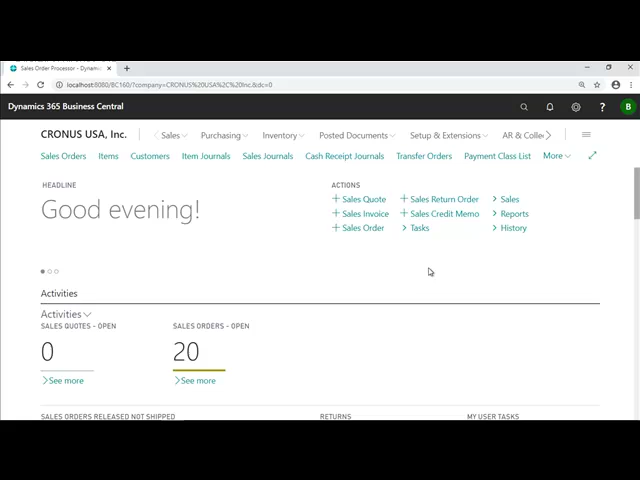 Sales Order Processor - Dynam
localhost:8080/BC160/?company=CRONUS%20USA%2C%20Inc.&dc=0
Dynamics 365 Business Central
? B
CRONUS USA, Inc. Sales Purchasing Inventory Posted Documents Setup & Extensions AR & Collec
Sales Orders Items Customers Item Journals Sales Journals Cash Receipt Journals Transfer Orders Payment Class List More
HEADLINE ACTIONS
Good evening!
+ Sales Quote + Sales Return Order > Sales
+ Sales Invoice + Sales Credit Memo > Reports
+ Sales Order > Tasks > History
Activities
Activities
SALES QUOTES - OPEN SALES ORDERS - OPEN
0 20
>See more >See more
SALES ORDERS RELEASED NOT SHIPPED RETURNS MY USER TASKS